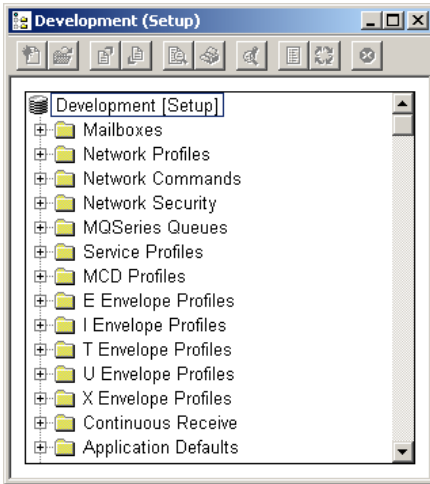 Development (Setup)
Development [Setup]
Mailboxes
Network Profiles
Network Commands
Network Security
MQSeries Queues
Service Profiles
MCD Profiles
E Envelope Profiles
I Envelope Profiles
T Envelope Profiles
U Envelope Profiles
X Envelope Profiles
Continuous Receive
Application Defaults